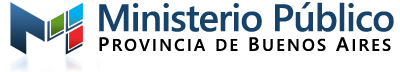 Ministerio Público
PROVINCIA DE BUENOS AIRES